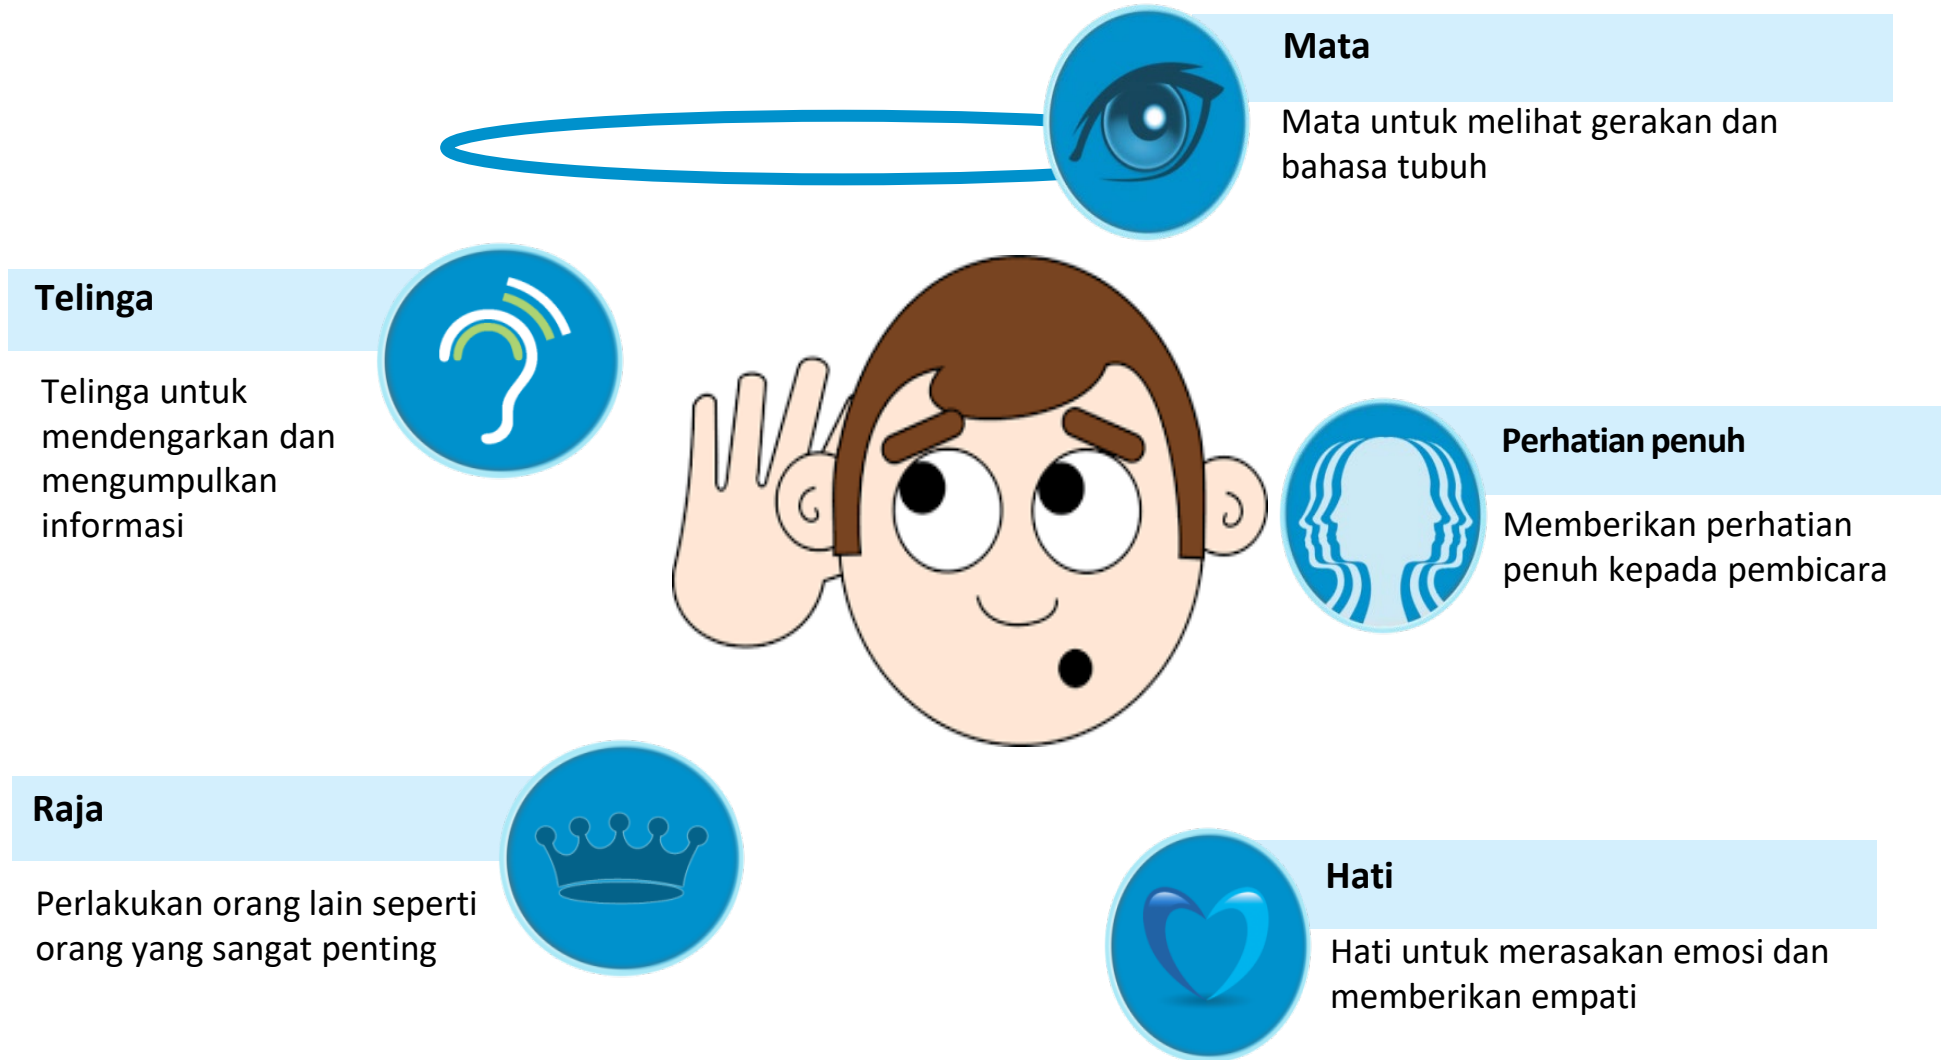 Mata
Mata untuk melihat gerakan dan
bahasa tubuh
Telinga
Telinga untuk
mendengarkan dan
mengumpulkan
informasi
Perhatian penuh
Memberikan perhatian
penuh kepada pembicara
Raja
Perlakukan orang lain seperti
orang yang sangat penting
Hati
Hati untuk merasakan emosi dan
memberikan empati